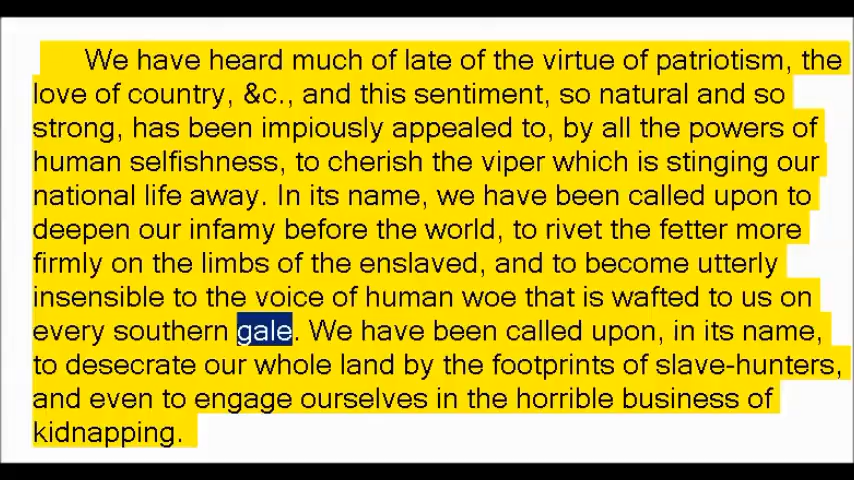 We have heard much of late of the virtue of patriotism, the
love of country, &c., and this sentiment, so natural and so
strong, has been impiously appealed to, by all the powers of
human selfishness, to cherish the viper which is stinging our
national life away. In its name, we have been called upon to
deepen our infamy before the world, to rivet the fetter more
firmly on the limbs of the enslaved, and to become utterly
insensible to the voice of human woe that is wafted to us on
every southern gale. We have been called upon, in its name,
to desecrate our whole land by the footprints of slave-hunters,
and even to engage ourselves in the horrible business of
kidnapping.